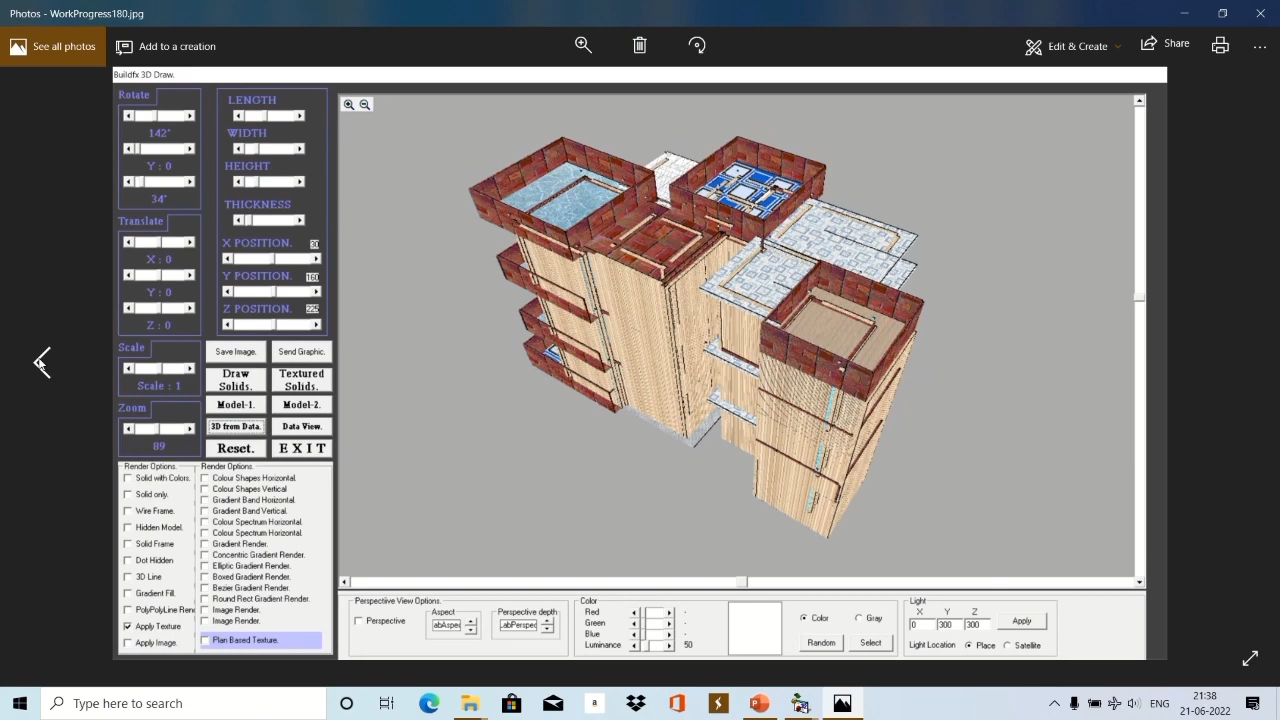 Photos - WorkProgress180.jpg
See all photos
Add to a creation
Edit & Create
Share
Buildfx 3D Draw.
Rotate
142°
Y : 0
34°
Translate
X : 0
Y : 0
Z : 0
Scale
Scale : 1
Zoom
89
LENGTH
WIDTH
HEIGHT
THICKNESS
X POSITION. 30
Y POSITION. 160
Z POSITION. 225
Save Image. Send Graphic.
Draw Solids. Textured Solids.
Model-1. Model-2.
3D from Data. Data View.
Reset. E X I T
Render Options.
Solid with Colors.
Solid only.
Wire Frame.
Hidden Model.
Solid Frame
Dot Hidden
3D Line
Gradient Fill.
PolyPolyLine Ren
Apply Texture
Apply Image.
Render Options.
Colour Shapes Horizontal.
Colour Shapes Vertical
Gradient Band Horizontal.
Gradient Band Vertical.
Colour Spectrum Horizontal.
Colour Spectrum Horizontal.
Gradient Render.
Concentric Gradient Render.
Elliptic Gradient Render.
Boxed Gradient Render.
Bezier Gradient Render.
Round Rect Gradient Render.
Image Render.
Image Render.
Plan Based Texture.
Perspective View Options.
Perspective
Aspect
abAspe
Perspective depth
.abPerspec
Color
Red
Green
Blue
Luminance 50
Color Gray
Random Select
Light
X Y Z
0 300 300 Apply
Light Location Place Satellite
Type here to search
ENG
21:38
21-06-2022